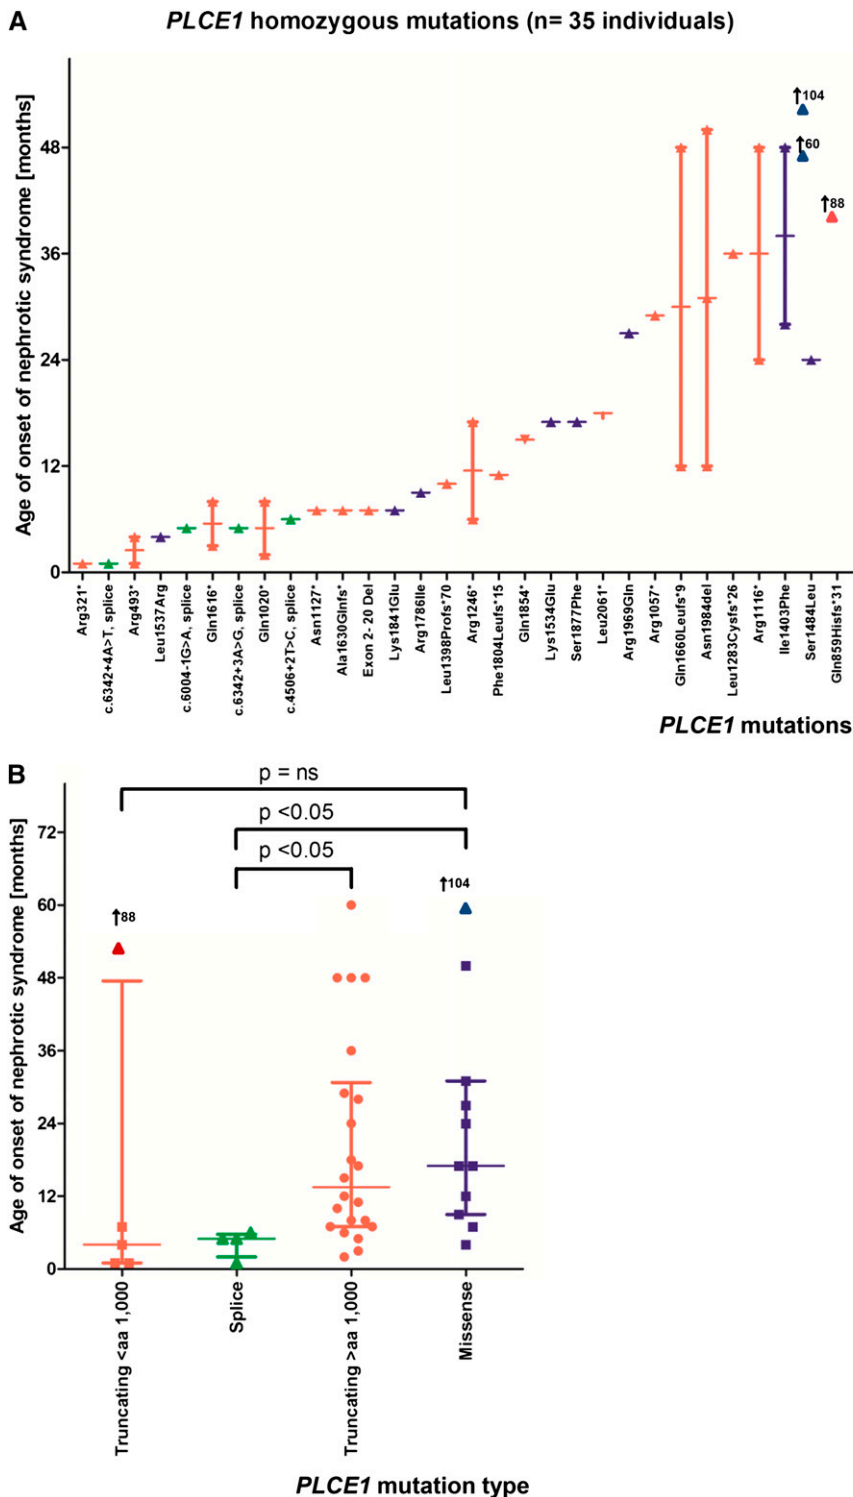 A
PLCE1 homozygous mutations (n= 35 individuals)
Age of onset of nephrotic syndrome [months]
48
36
24
12
0
↑104
↑60
↑88
Arg321*
c.6342+4A>T, splice
Arg493*
Leu1537Arg
c.6004-1G>A, splice
Gln1616*
c.6342+3A>G, splice
Gln1020*
c.4506+2T>C, splice
Asn1127*
Ala1630Glnfs*
Exon 2- 20 Del
Lys1841Glu
Arg1786Ile
Leu1398Profs*70
Arg1246*
Phe1804Leufs*15
Gln1854*
Lys1534Glu
Ser1877Phe
Leu2061*
Arg1969Gln
Arg1057*
Gln1660Leufs*9
Asn1984del
Leu1283Cysfs*26
Arg1116*
Ile1403Phe
Ser1484Leu
Gln859Hisfs*31
PLCE1 mutations
B
p = ns
p <0.05
p <0.05
Age of onset of nephrotic syndrome [months]
72
60
48
36
24
12
0
↑88
↑104
Truncating <aa 1,000
Splice
Truncating >aa 1,000
Missense
PLCE1 mutation type